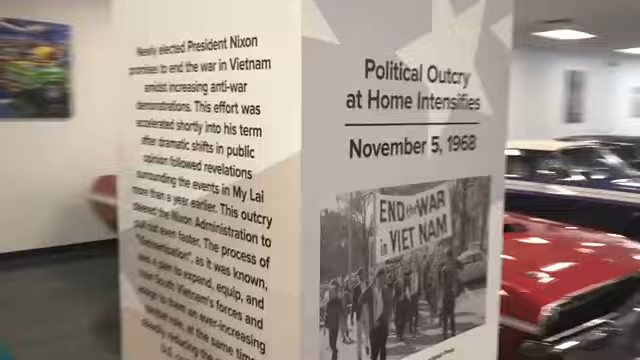 Newly elected President Nixon
promises to end the war in Vietnam
amidst increasing anti-war
demonstrations. This effort was
accelerated shortly into his term
after dramatic shifts in public
opinion followed revelations
surrounding the events in My Lai
more than a year earlier. This outcry
the Nixon Administration to
out even faster. The process of
"Vietnamization", as it was known,
was a plan to expand, equip, and
train South Vietnam's forces and
assign to them an ever-increasing
combat role, at the same time
steadily reducing the
Political Outcry
at Home Intensifies
November 5, 1968
END the WAR
in VIET NAM